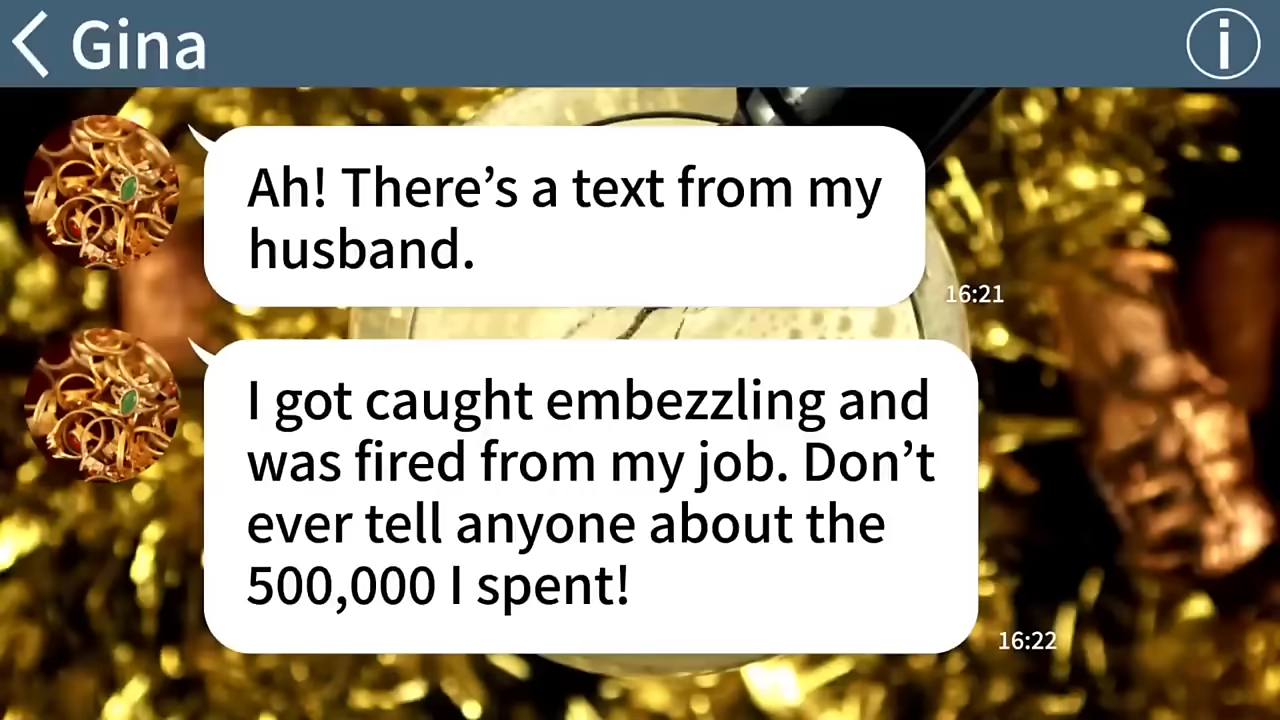 Gina
Ah! There’s a text from my
husband.
16:21
I got caught embezzling and
was fired from my job. Don’t
ever tell anyone about the
500,000 I spent!
16:22